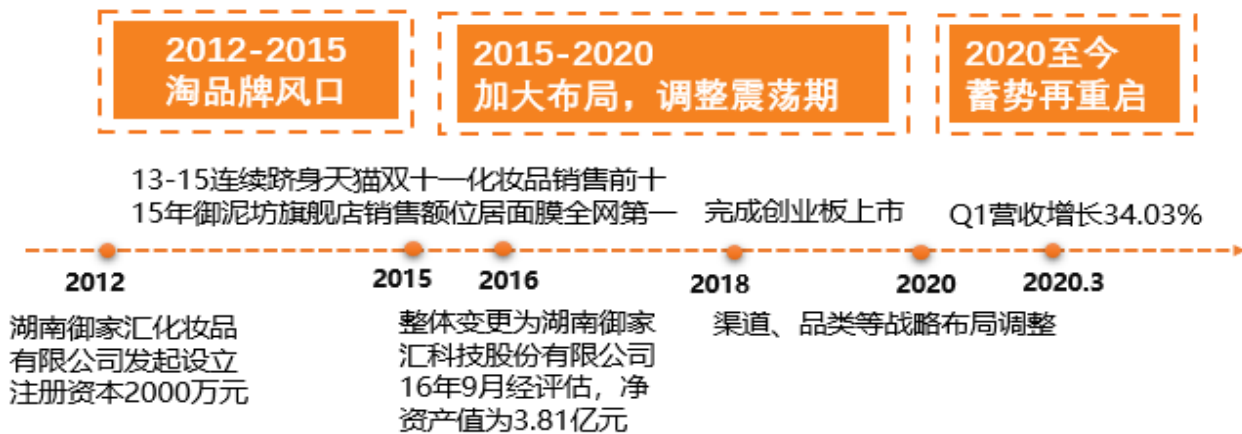 2012-2015
淘品牌风口
2015-2020
加大布局，调整震荡期
2020至今
蓄势再重启
13-15连续跻身天猫双十一化妆品销售前十
15年御泥坊旗舰店销售额位居面膜全网第一
完成创业板上市
Q1营收增长34.03%
2012
2015
2016
2018
2020
2020.3
湖南御家汇化妆品
有限公司发起设立
注册资本2000万元
整体变更为湖南御家
汇科技股份有限公司
16年9月经评估，净
资产值为3.81亿元
渠道、品类等战略布局调整